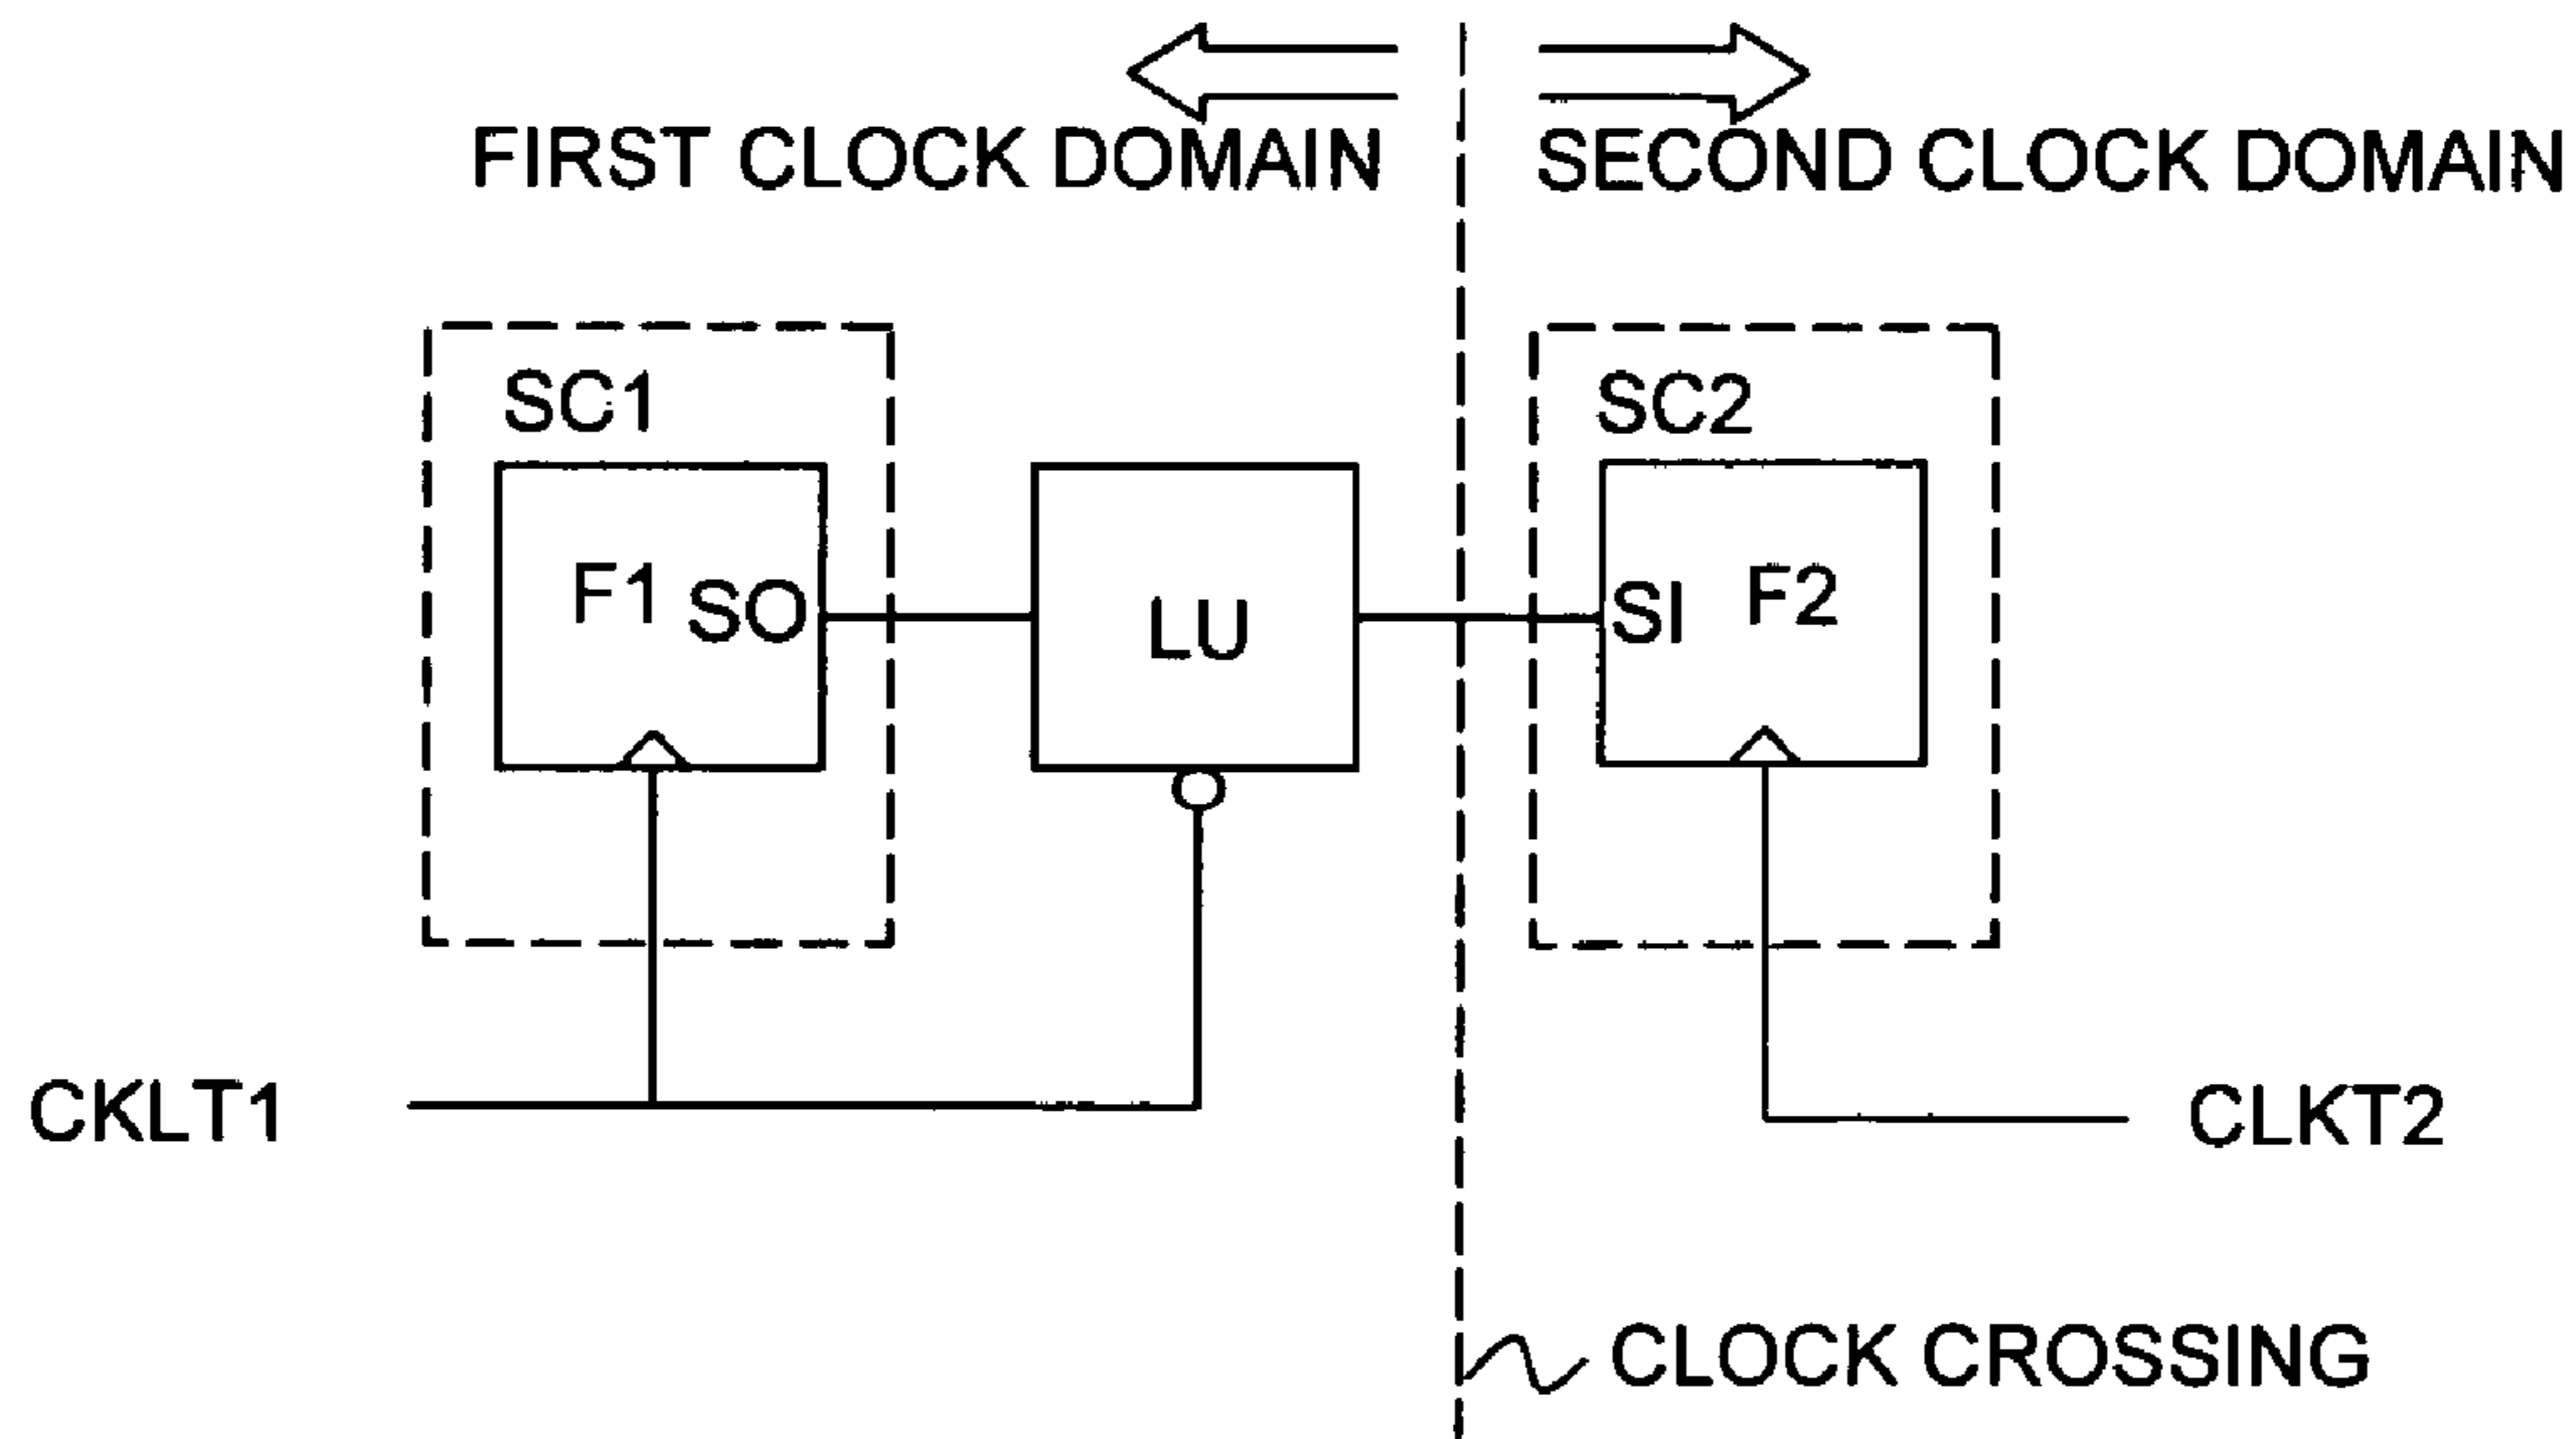 FIRST CLOCK DOMAIN
SECOND CLOCK DOMAIN
SC1
SC2
F1
SO
LU
SI
F2
CKLT1
CLKT2
CLOCK CROSSING